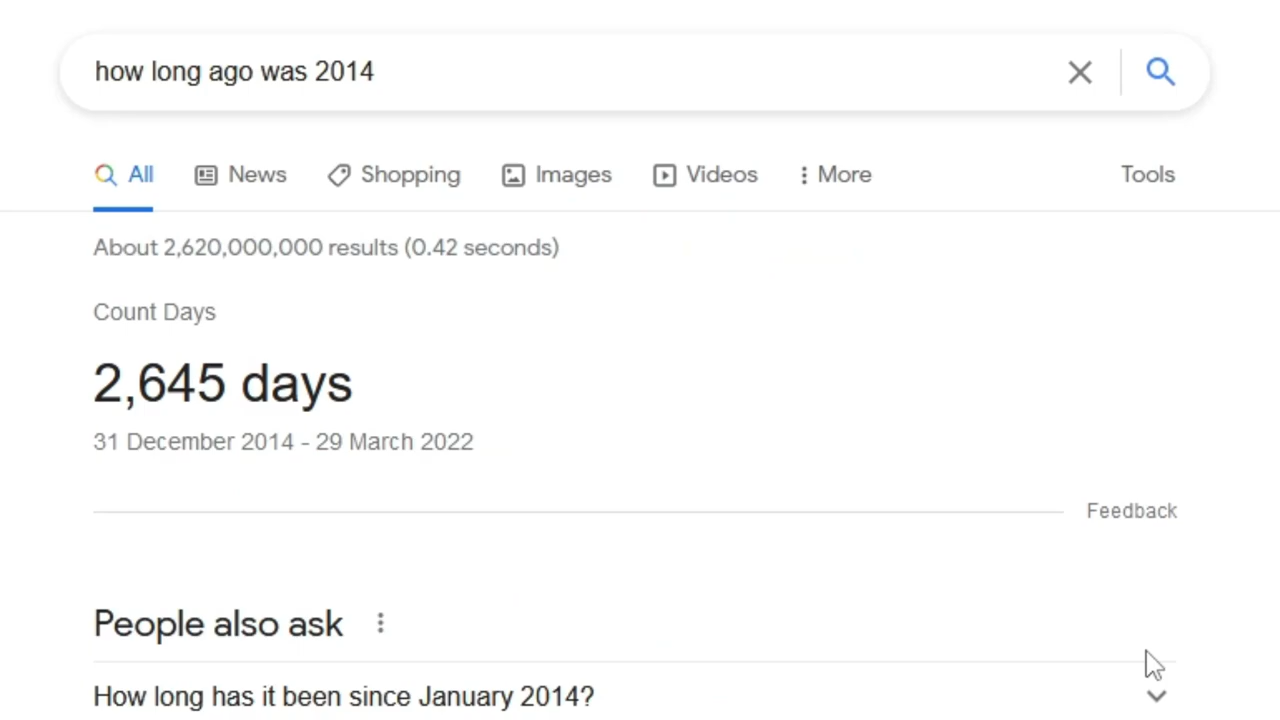 how long ago was 2014
All News Shopping Images Videos More Tools
About 2,620,000,000 results (0.42 seconds)
Count Days
2,645 days
31 December 2014 - 29 March 2022
Feedback
People also ask
How long has it been since January 2014?